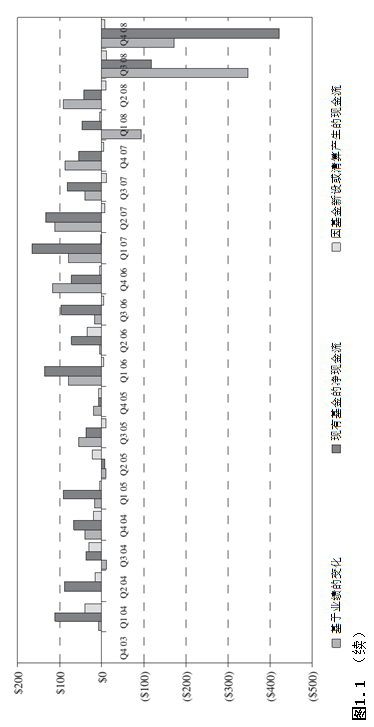 $200
$100
$0
($100)
($200)
($300)
($400)
($500)
Q4 03
Q1 04
Q2 04
Q3 04
Q4 04
Q1 05
Q2 05
Q3 05
Q4 05
Q1 06
Q2 06
Q3 06
Q4 06
Q1 07
Q2 07
Q3 07
Q4 07
Q1 08
Q2 08
Q3 08
Q4 08
基于业绩的变化 现有基金的净现金流 因基金新设或清算产生的现金流
图1.1 (续)